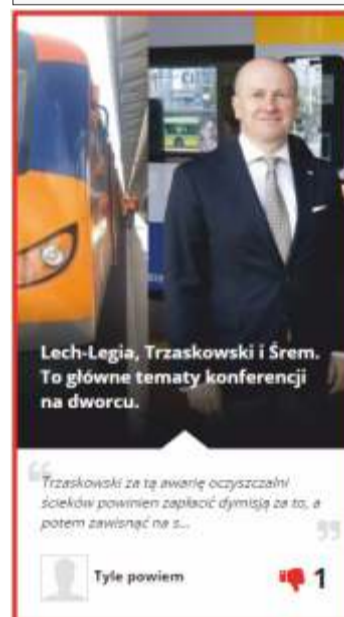 Lech-Legia, Trzaskowski i Śrem.
To główne tematy konferencji
na dworcu.
Trzaskowski za tą awarię oczyszczalni
ścieków powinien zapłacić dymisją za to, a
potem zawisnąć na s...
Tyle powiem
1